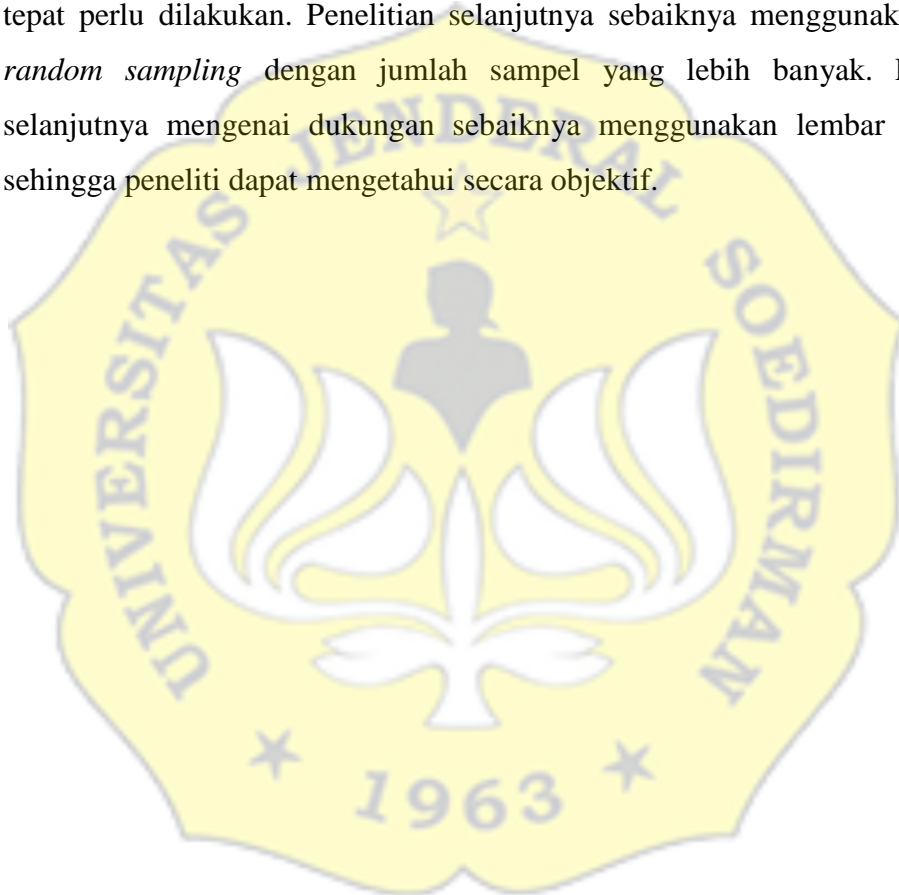 tepat perlu dilakukan. Penelitian selanjutnya sebaiknya menggunak
random sampling dengan jumlah sampel yang lebih banyak.
selanjutnya mengenai dukungan sebaiknya menggunakan lembar
sehingga peneliti dapat mengetahui secara objektif.
UNIVERSITAS JENDERAL SOEDIRMAN
1963